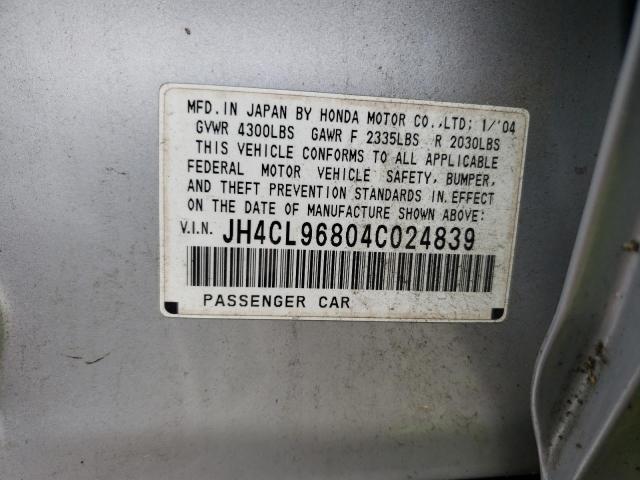 MFD. IN JAPAN BY HONDA MOTOR CO.,LTD; 1/'04
GVWR 4300LBS GAWR F 2335LBS R 2030LBS
THIS VEHICLE CONFORMS TO ALL APPLICABLE
FEDERAL MOTOR VEHICLE SAFETY, BUMPER,
AND THEFT PREVENTION STANDARDS IN EFFECT
ON THE DATE OF MANUFACTURE SHOWN ABOVE:
V.I.N. JH4CL96804C024839
PASSENGER CAR